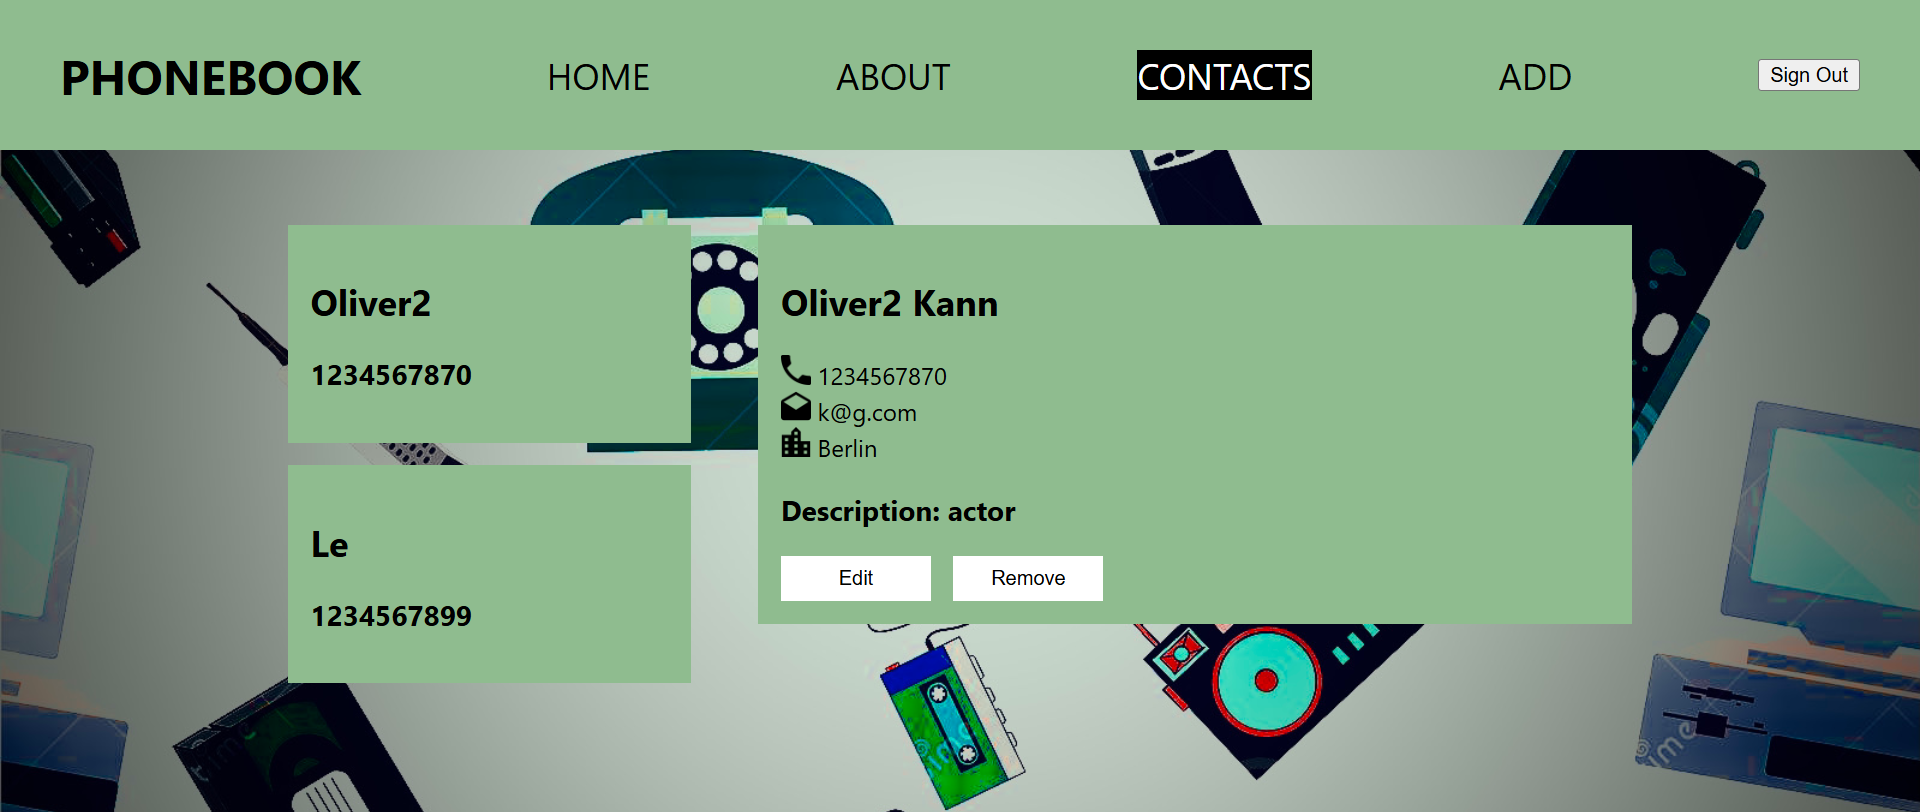 PHONEBOOK
HOME
ABOUT
CONTACTS
ADD
Sign Out
Oliver2
1234567870
Le
1234567899
Oliver2 Kann
1234567870
k@g.com
Berlin
Description: actor
Edit
Remove